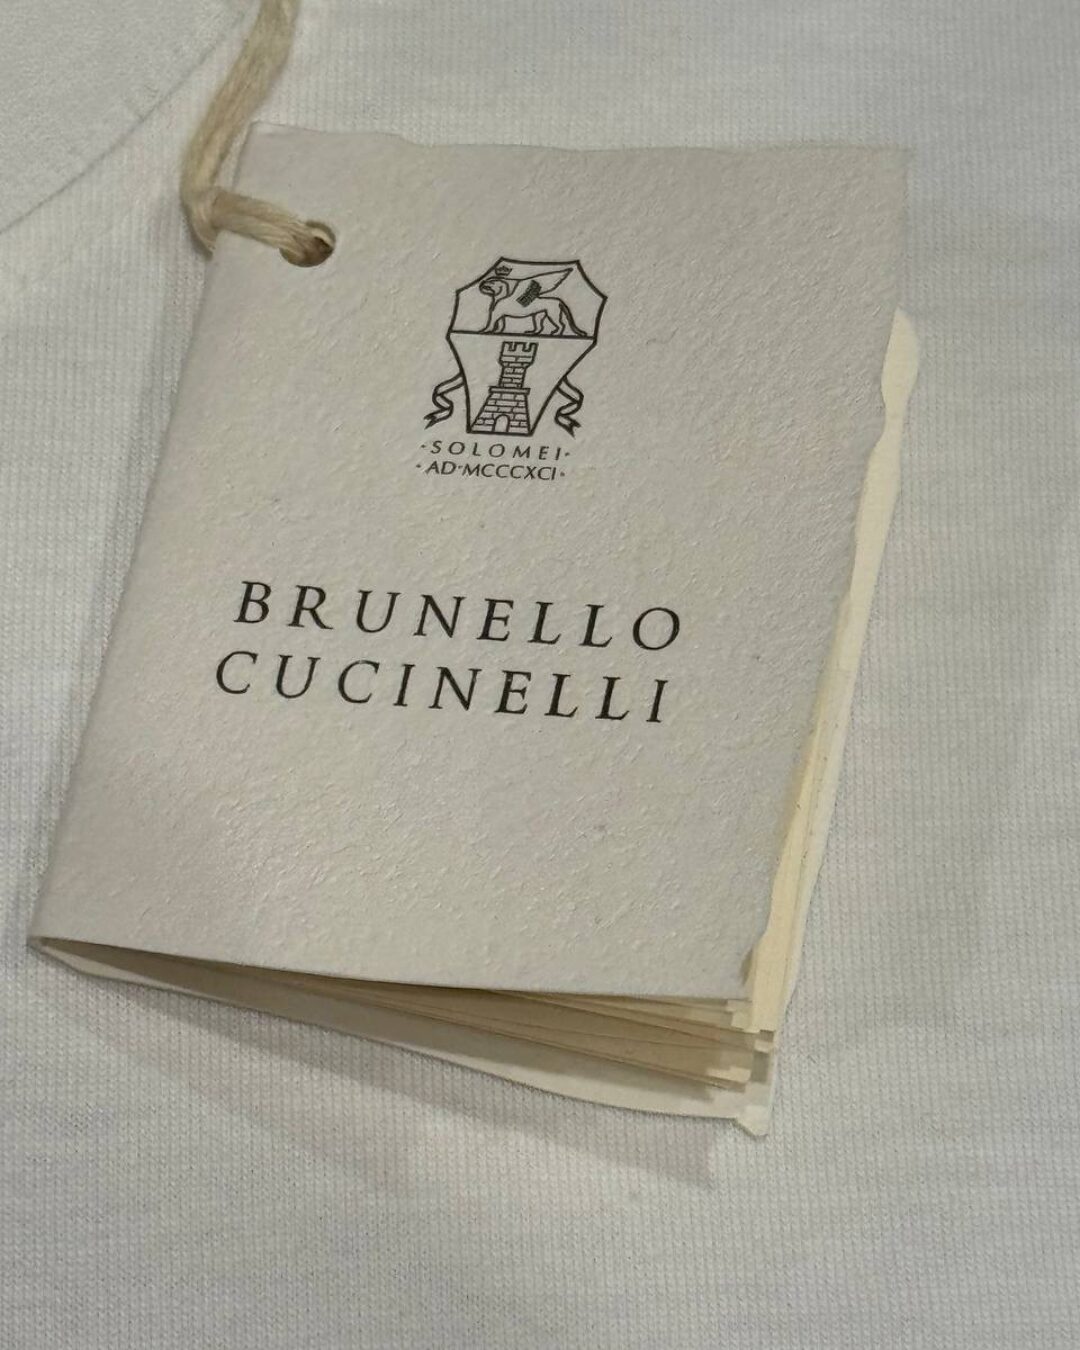 ·SOLOMEI·
·AD·MCCCXCI·
BRUNELLO
CUCINELLI